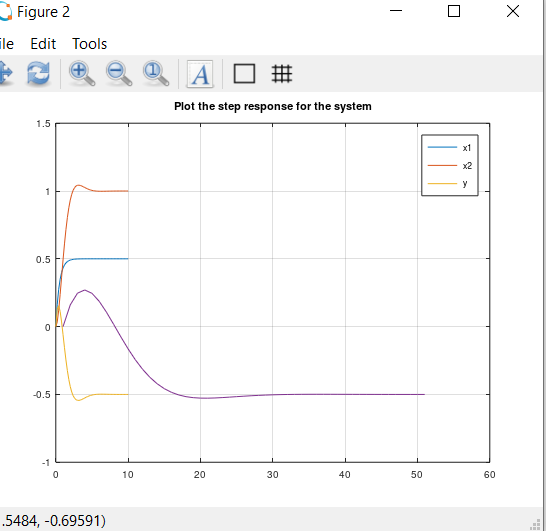 Figure 2
ile Edit Tools
A
Plot the step response for the system
1.5
x1
x2
y
1
0.5
0
-0.5
-1
0 10 20 30 40 50 60
.5484, -0.69591)